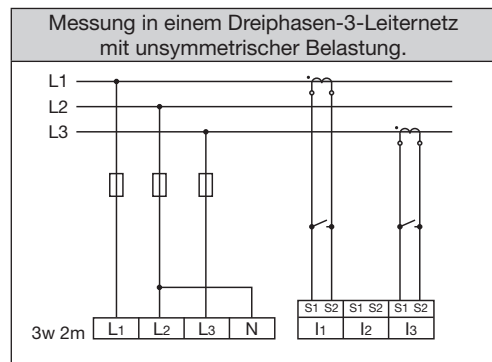 Messung in einem Dreiphasen-3-Leiternetz
mit unsymmetrischer Belastung.
L1
L2
L3
S1 S2 S1 S2 S1 S2
3w 2m L1 L2 L3 N I1 I2 I3